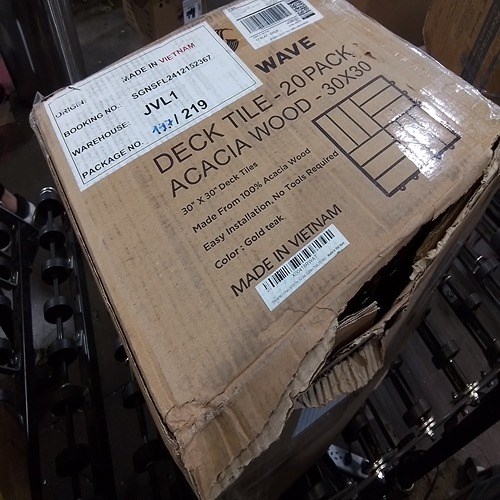 MADE IN VIETNAM
ORIGIN:
BOOKING NO. SGNSFL2412152367
WAREHOUSE: JVL1
PACKAGE NO. / 219
WAVE
DECK TILE - 20 PACK
ACACIA WOOD - 30X30
30" X 30" Deck Tiles
Made From 100% Acacia Wood
Easy Installation, No Tools Required
Color : Gold teak
MADE IN VIETNAM